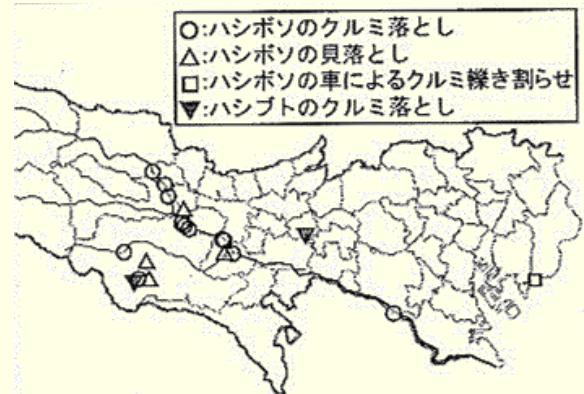 ○:ハシボソのクルミ落とし
△:ハシボソの貝落とし
□:ハシボソの車によるクルミ轢き割らせ
▼:ハシブトのクルミ落とし